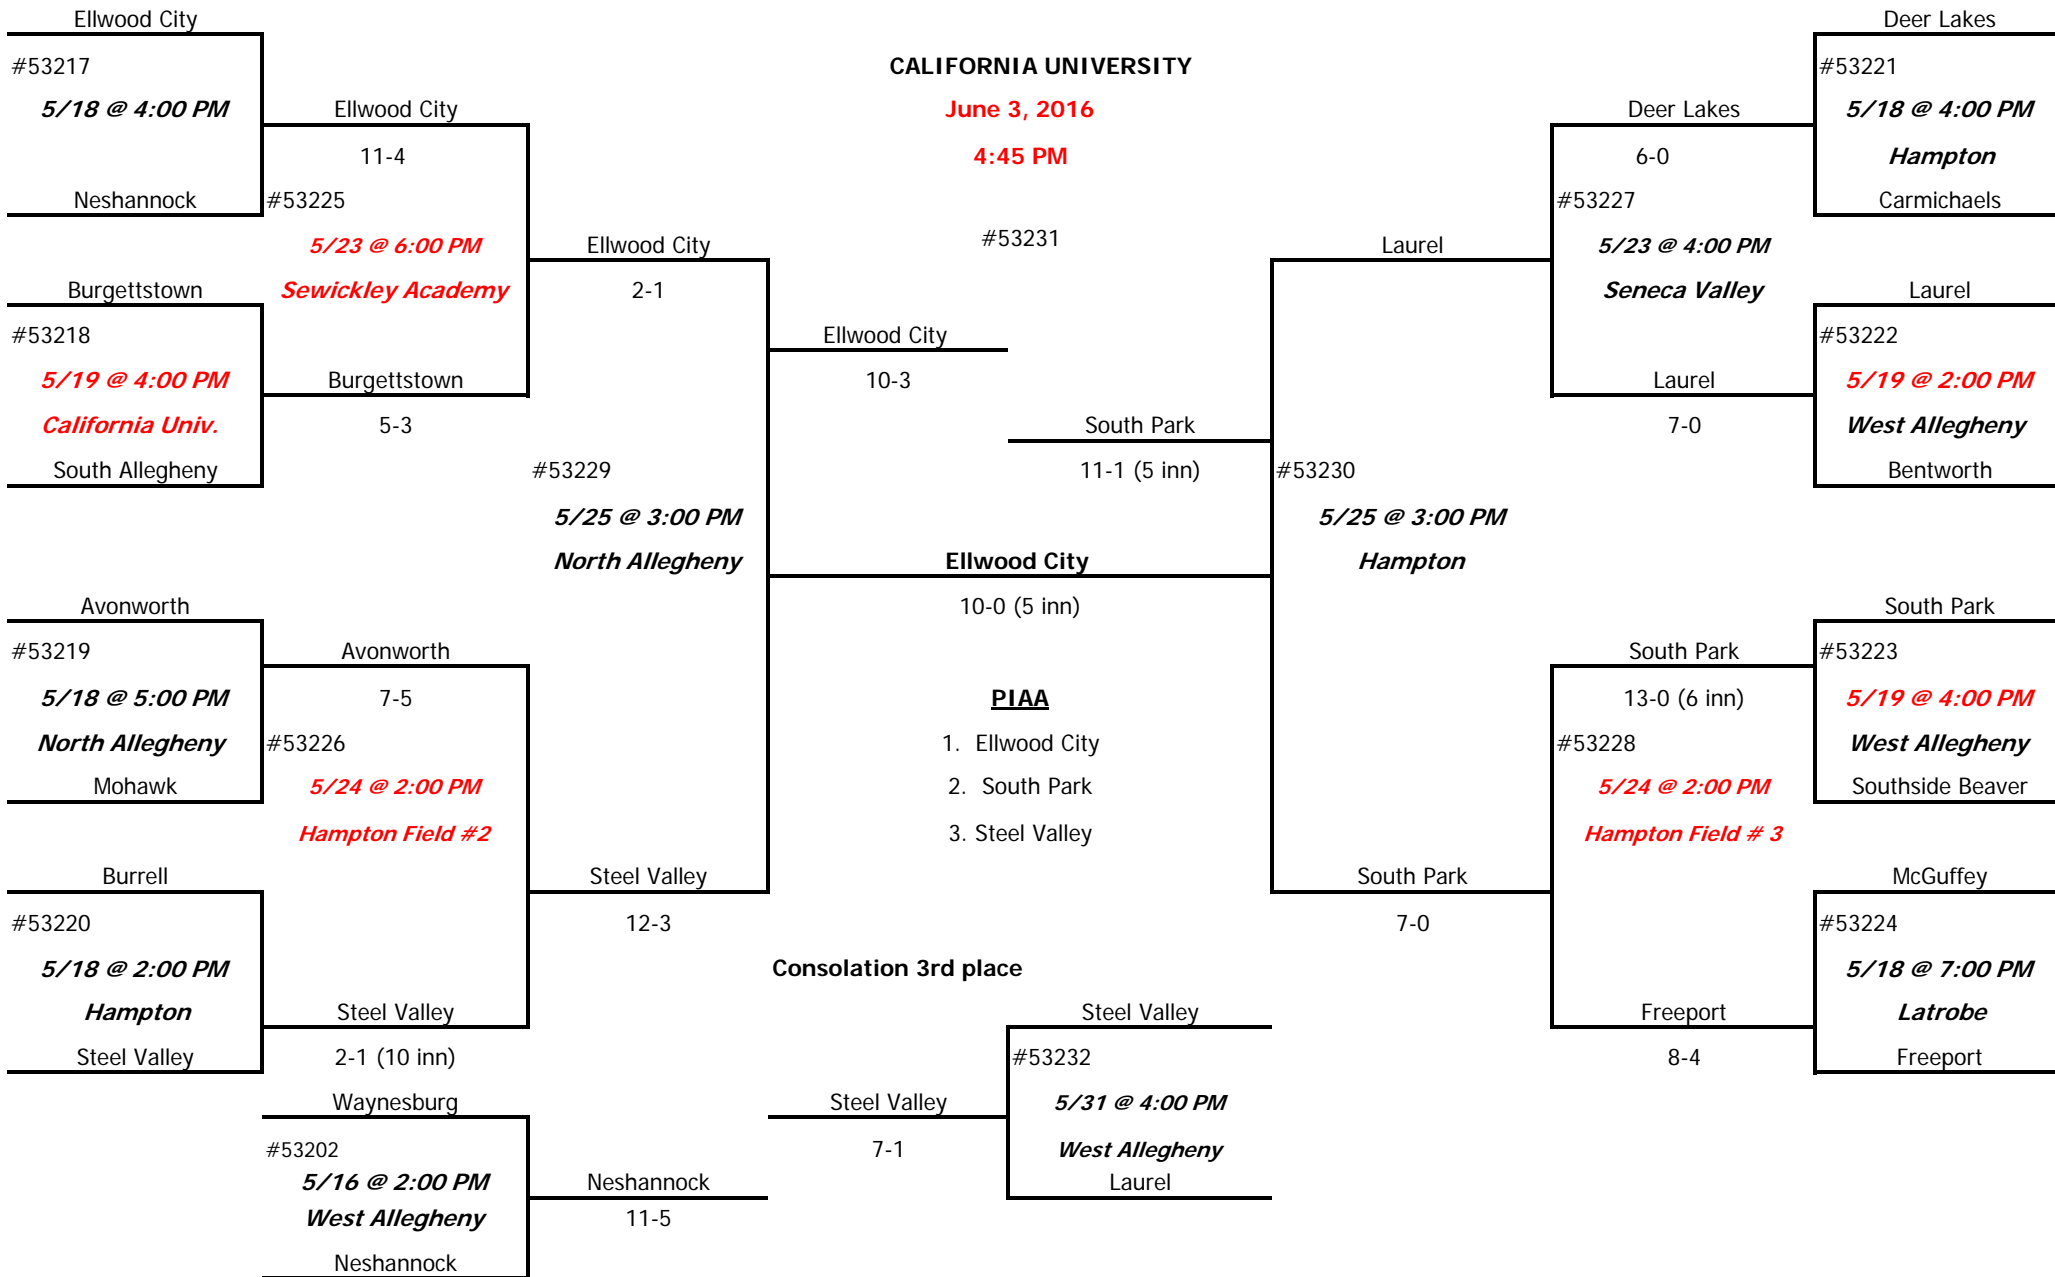 Ellwood City
#53217
5/18 @ 4:00 PM
Neshannock
Burgettstown
#53218
5/19 @ 4:00 PM
California Univ.
South Allegheny
Avonworth
#53219
5/18 @ 5:00 PM
North Allegheny
Mohawk
Burrell
#53220
5/18 @ 2:00 PM
Hampton
Steel Valley
Ellwood City
11-4
#53225
5/23 @ 6:00 PM
Sewickley Academy
Burgettstown
5-3
Avonworth
7-5
#53226
5/24 @ 2:00 PM
Hampton Field #2
Steel Valley
2-1 (10 inn)
Waynesburg
#53202
5/16 @ 2:00 PM
West Allegheny
Neshannock
Ellwood City
2-1
#53229
5/25 @ 3:00 PM
North Allegheny
Steel Valley
12-3
Neshannock
11-5
CALIFORNIA UNIVERSITY
June 3, 2016
4:45 PM
#53231
Ellwood City
10-3
South Park
11-1 (5 inn)
Ellwood City
10-0 (5 inn)
PIAA
1. Ellwood City
2. South Park
3. Steel Valley
Consolation 3rd place
Steel Valley
#53232
5/31 @ 4:00 PM
West Allegheny
Laurel
Steel Valley
7-1
Laurel
#53230
5/25 @ 3:00 PM
Hampton
South Park
7-0
Deer Lakes
6-0
#53227
5/23 @ 4:00 PM
Seneca Valley
Laurel
7-0
South Park
13-0 (6 inn)
#53228
5/24 @ 2:00 PM
Hampton Field # 3
Freeport
8-4
Deer Lakes
#53221
5/18 @ 4:00 PM
Hampton
Carmichaels
Laurel
#53222
5/19 @ 2:00 PM
West Allegheny
Bentworth
South Park
#53223
5/19 @ 4:00 PM
West Allegheny
Southside Beaver
McGuffey
#53224
5/18 @ 7:00 PM
Latrobe
Freeport